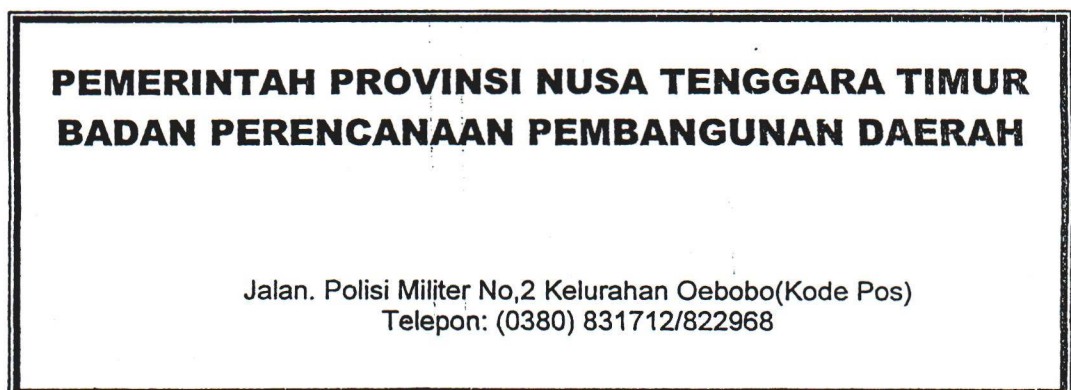 PEMERINTAH PROVINSI NUSA TENGGARA TIMUR
BADAN PERENCANAAN PEMBANGUNAN DAERAH
Jalan. Polisi Militer No,2 Kelurahan Oebobo(Kode Pos)
Telepon: (0380) 831712/822968